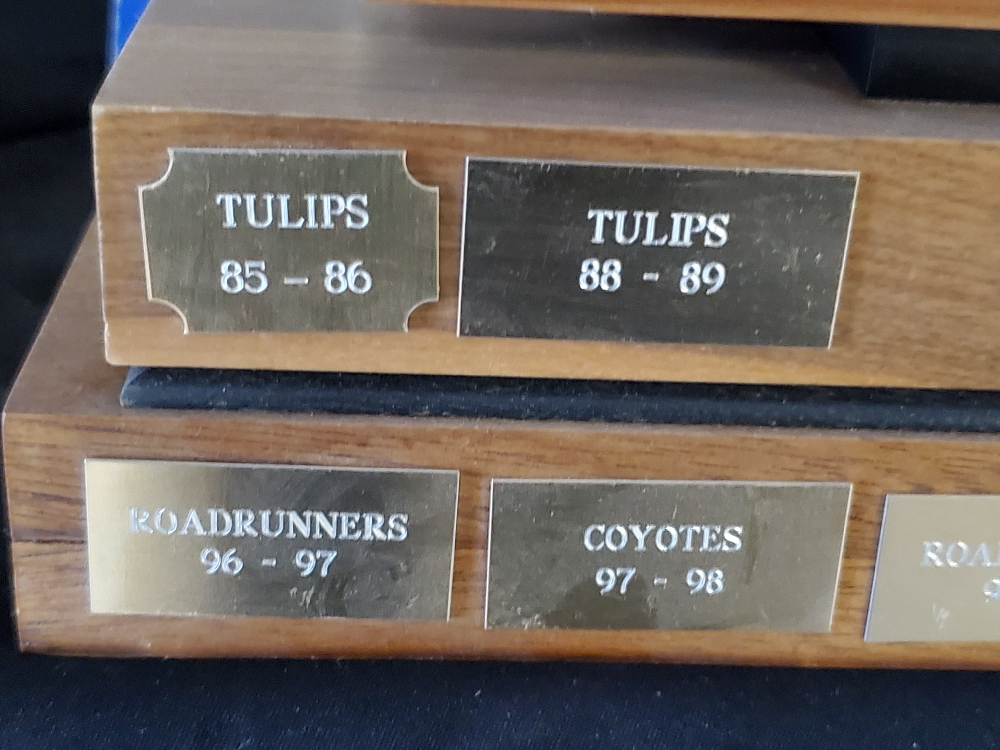 TULIPS
85 – 86
TULIPS
88 - 89
ROADRUNNERS
96 - 97
COYOTES
97 - 98